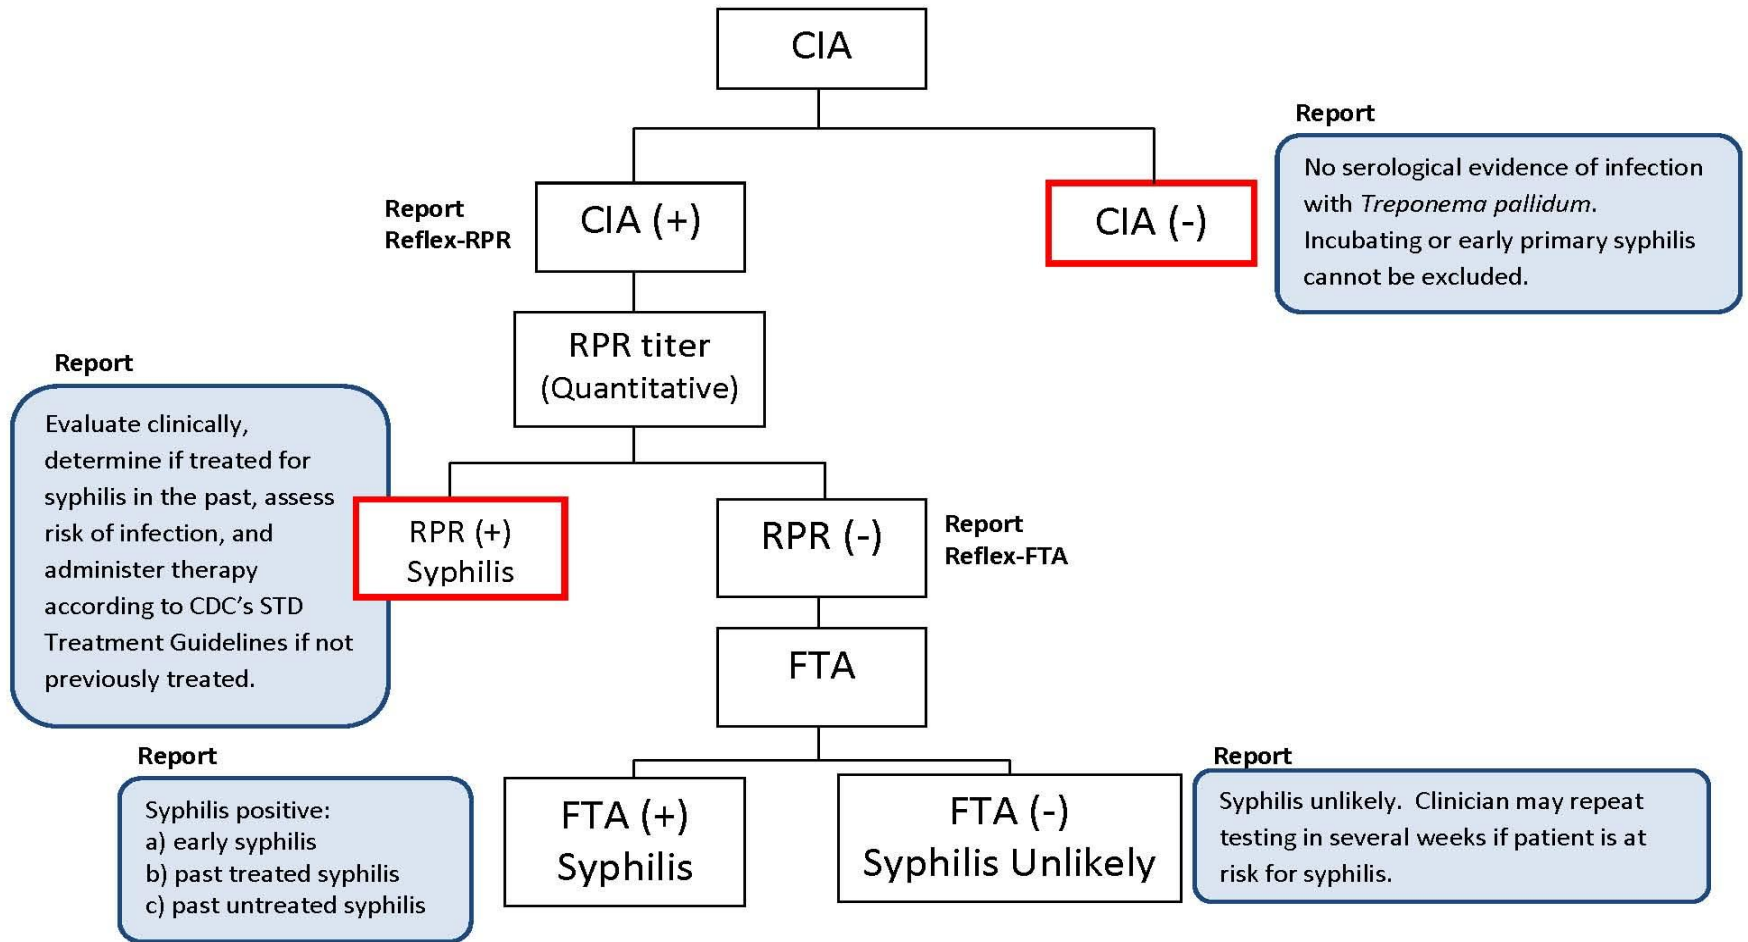 CIA
Report
No serological evidence of infection
with Treponema pallidum.
Incubating or early primary syphilis
cannot be excluded.
Report
Reflex-RPR
CIA (+)
CIA (-)
RPR titer
(Quantitative)
Report
Evaluate clinically,
determine if treated for
syphilis in the past, assess
risk of infection, and
administer therapy
according to CDC’s STD
Treatment Guidelines if not
previously treated.
RPR (+)
Syphilis
RPR (-)
Report
Reflex-FTA
FTA
Report
Syphilis positive:
a) early syphilis
b) past treated syphilis
c) past untreated syphilis
FTA (+)
Syphilis
FTA (-)
Syphilis Unlikely
Report
Syphilis unlikely. Clinician may repeat
testing in several weeks if patient is at
risk for syphilis.